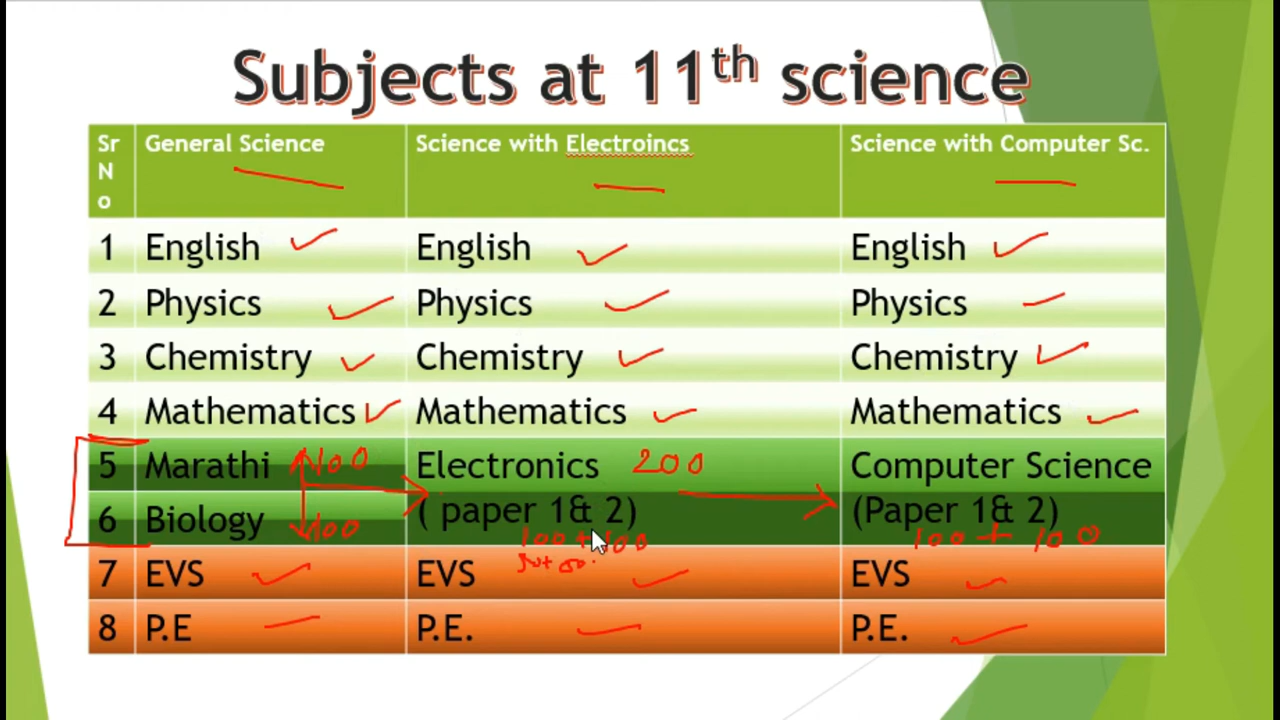 Subjects at 11th science
Sr No General Science Science with Electroincs Science with Computer Sc.
1 English English English
2 Physics Physics Physics
3 Chemistry Chemistry Chemistry
4 Mathematics Mathematics Mathematics
5 Marathi 100 Electronics 200 Computer Science
6 Biology 100 ( paper 1& 2) (Paper 1& 2)
100 + 100 100 + 100
7 EVS EVS EVS
8 P.E P.E. P.E.